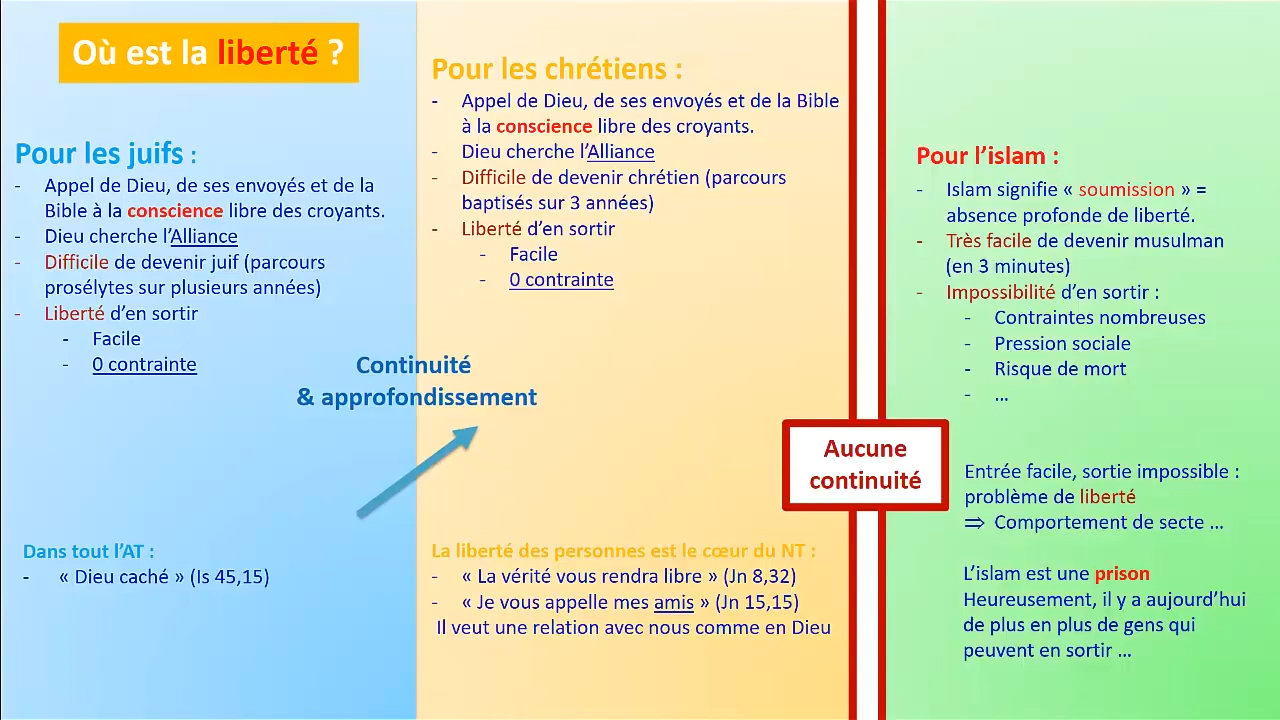 Où est la liberté ?
Pour les juifs :
- Appel de Dieu, de ses envoyés et de la
Bible à la conscience libre des croyants.
- Dieu cherche l’Alliance
- Difficile de devenir juif (parcours
prosélytes sur plusieurs années)
- Liberté d’en sortir
- Facile
- 0 contrainte
Dans tout l’AT :
- « Dieu caché » (Is 45,15)
Continuité
& approfondissement
Pour les chrétiens :
- Appel de Dieu, de ses envoyés et de la Bible
à la conscience libre des croyants.
- Dieu cherche l’Alliance
- Difficile de devenir chrétien (parcours
baptisés sur 3 années)
- Liberté d’en sortir
- Facile
- 0 contrainte
La liberté des personnes est le cœur du NT :
- « La vérité vous rendra libre » (Jn 8,32)
- « Je vous appelle mes amis » (Jn 15,15)
Il veut une relation avec nous comme en Dieu
Aucune
continuité
Pour l’islam :
- Islam signifie « soumission » =
absence profonde de liberté.
- Très facile de devenir musulman
(en 3 minutes)
- Impossibilité d’en sortir :
- Contraintes nombreuses
- Pression sociale
- Risque de mort
- …
Entrée facile, sortie impossible :
problème de liberté
⇒ Comportement de secte …
L’islam est une prison
Heureusement, il y a aujourd’hui
de plus en plus de gens qui
peuvent en sortir …